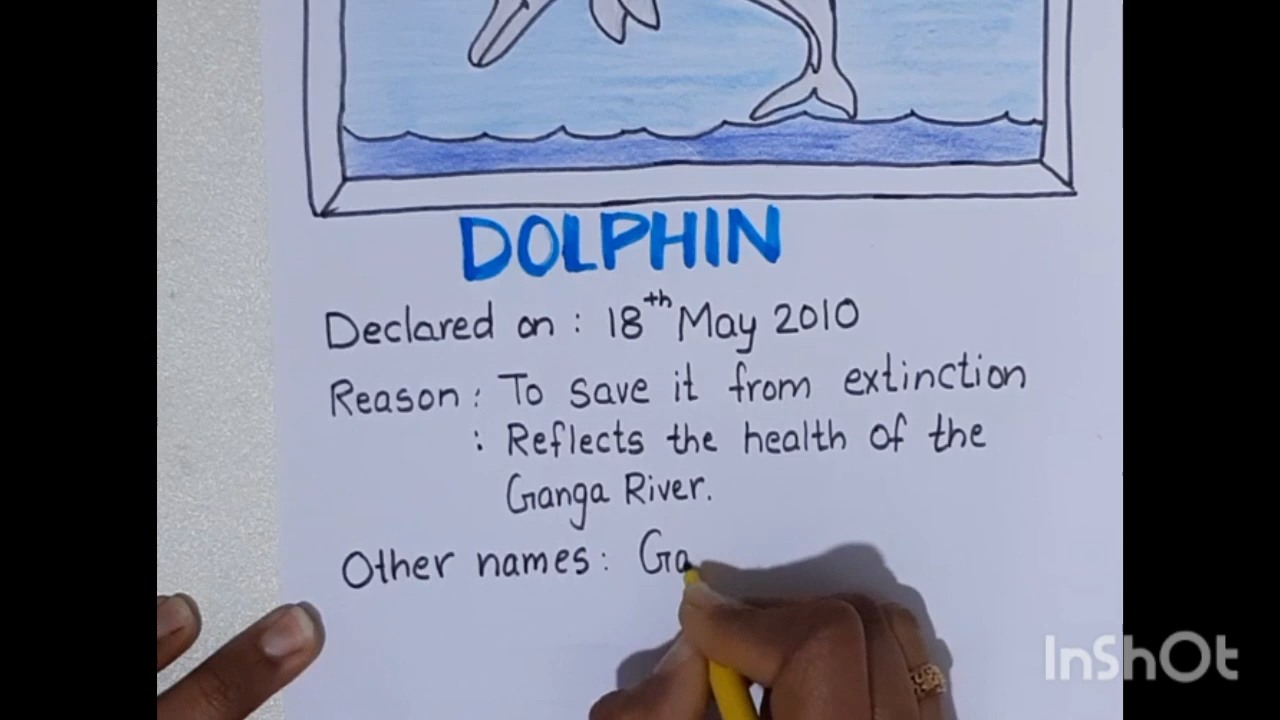 DOLPHIN
Declared on : 18th May 2010
Reason : To save it from extinction
: Reflects the health of the
Ganga River.
Other names : Ga
InShOt